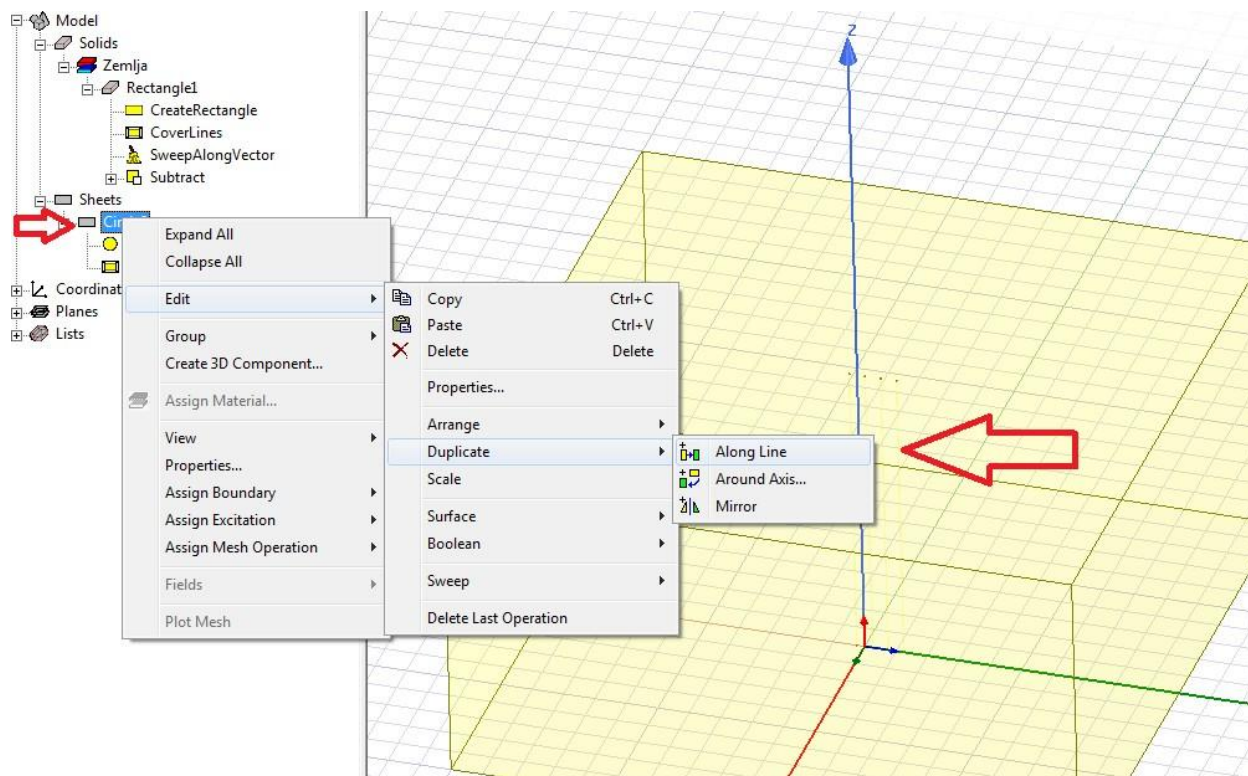 Model
Solids
Zemlja
Rectangle1
CreateRectangle
CoverLines
SweepAlongVector
Subtract
Sheets
Expand All
Collapse All
Coordinat
Planes
Lists
Edit
Group
Create 3D Component...
Assign Material...
View
Properties...
Assign Boundary
Assign Excitation
Assign Mesh Operation
Fields
Plot Mesh
Copy Ctrl+C
Paste Ctrl+V
Delete Delete
Properties...
Arrange
Duplicate
Scale
Surface
Boolean
Sweep
Delete Last Operation
Along Line
Around Axis...
Mirror
Z